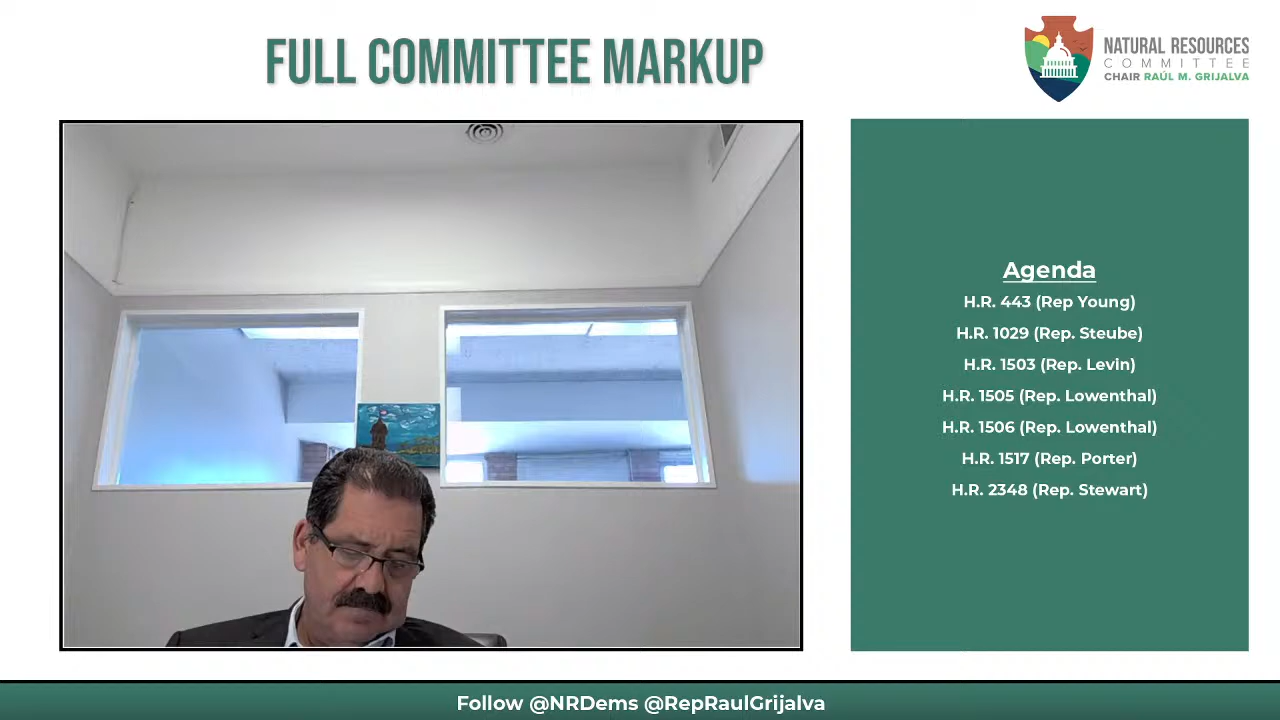 FULL COMMITTEE MARKUP
NATURAL RESOURCES
COMMITTEE
CHAIR RAÚL M. GRIJALVA
Agenda
H.R. 443 (Rep Young)
H.R. 1029 (Rep. Steube)
H.R. 1503 (Rep. Levin)
H.R. 1505 (Rep. Lowenthal)
H.R. 1506 (Rep. Lowenthal)
H.R. 1517 (Rep. Porter)
H.R. 2348 (Rep. Stewart)
Follow @NRDems @RepRaulGrijalva